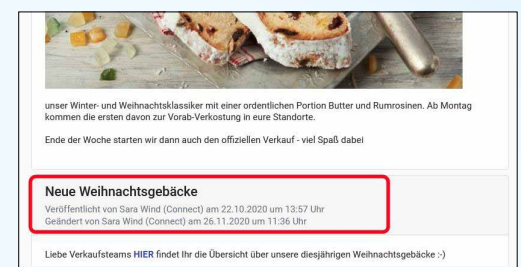 unser Winter- und Weihnachtsklassiker mit einer ordentlichen Portion Butter und Rumrosinen. Ab Montag
kommen die ersten davon zur Vorab-Verkostung in eure Standorte.
Ende der Woche starten wir dann auch den offiziellen Verkauf - viel Spaß dabei
Neue Weihnachtsgebäcke
Veröffentlicht von Sara Wind (Connect) am 22.10.2020 um 13:57 Uhr
Geändert von Sara Wind (Connect) am 26.11.2020 um 11:36 Uhr
Liebe Verkaufsteams HIER findet Ihr die Übersicht über unsere diesjährigen Weihnachtsgebäcke :-)